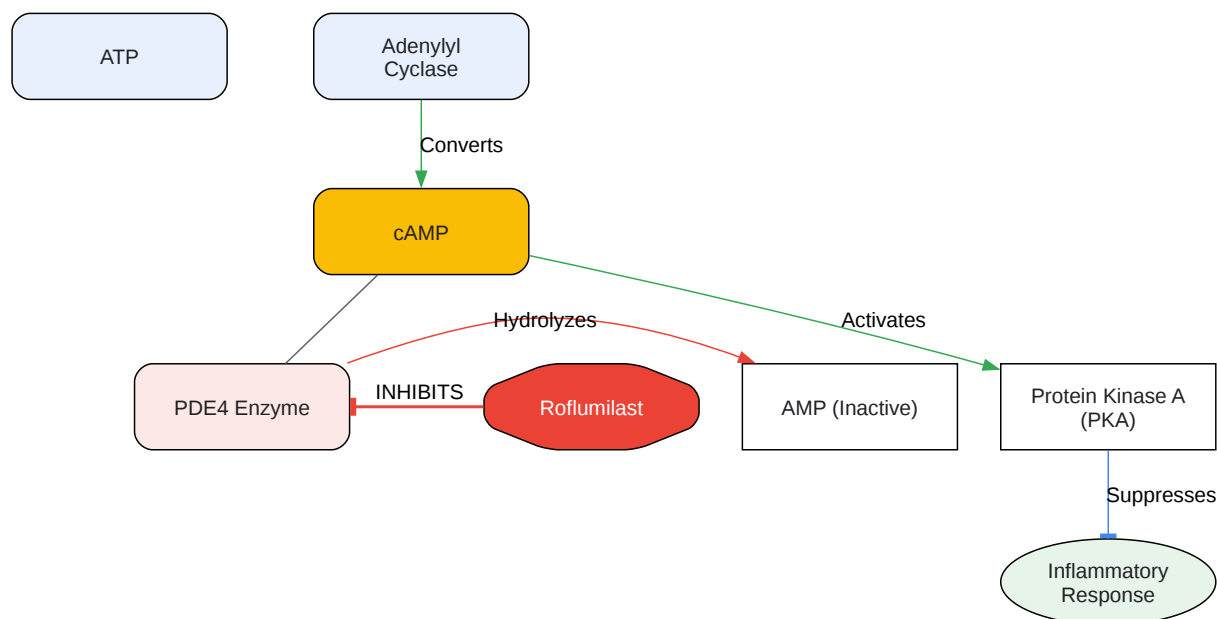 ATP
Adenylyl
Cyclase
Converts
cAMP
Hydrolyzes
Activates
PDE4 Enzyme
INHIBITS
Roflumilast
AMP (Inactive)
Protein Kinase A
(PKA)
Suppresses
Inflammatory
Response